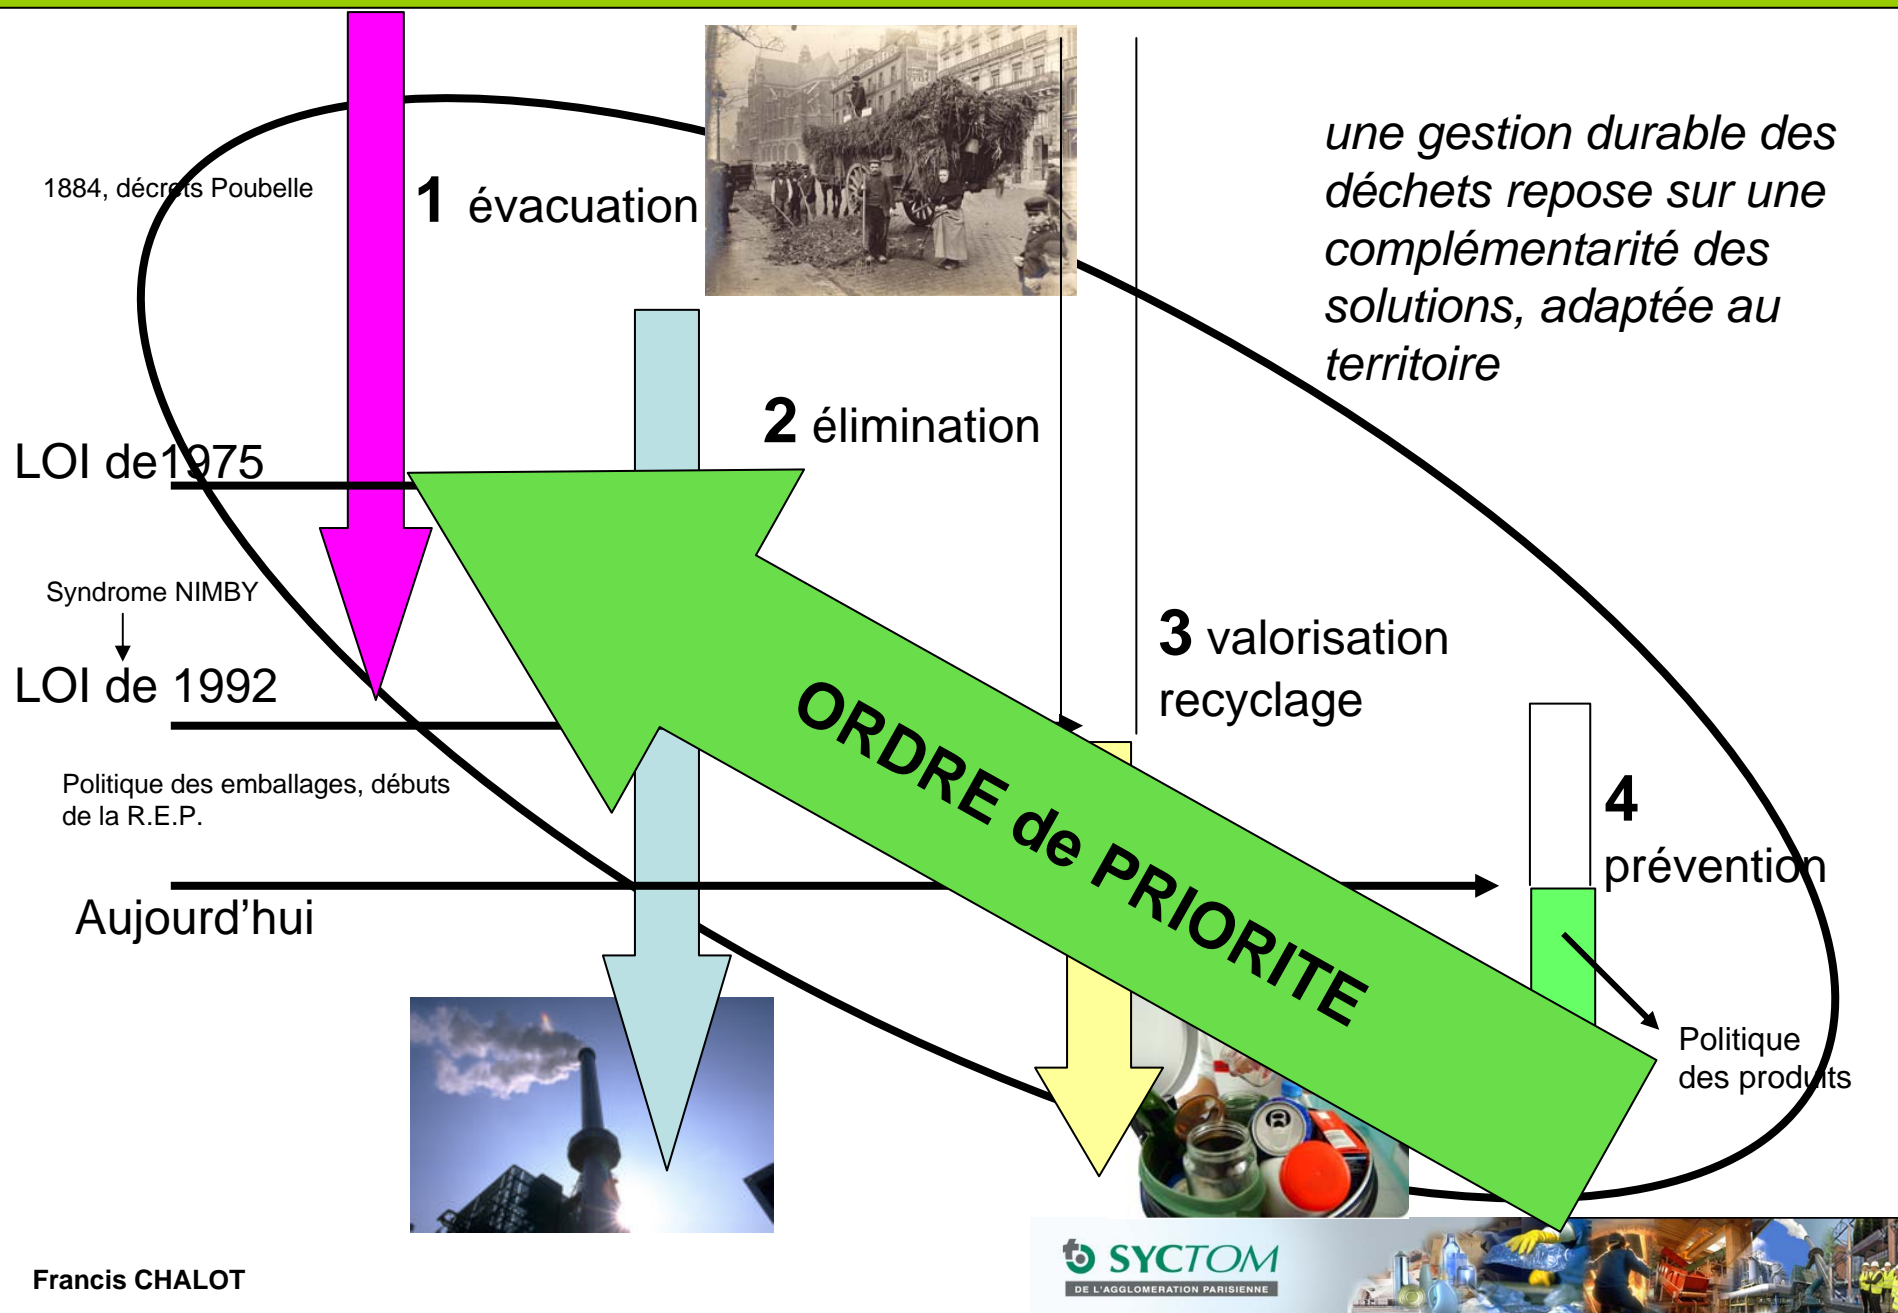 une gestion durable des
déchets repose sur une
complémentarité des
solutions, adaptée au
territoire
1884, décrets Poubelle
1 évacuation
2 élimination
LOI de1975
Syndrome NIMBY
LOI de 1992
3 valorisation
recyclage
Politique des emballages, débuts
de la R.E.P.
ORDRE de PRIORITE
4
prévention
Aujourd’hui
Politique
des produits
SYCTOM
DE L'AGGLOMERATION PARISIENNE
Francis CHALOT